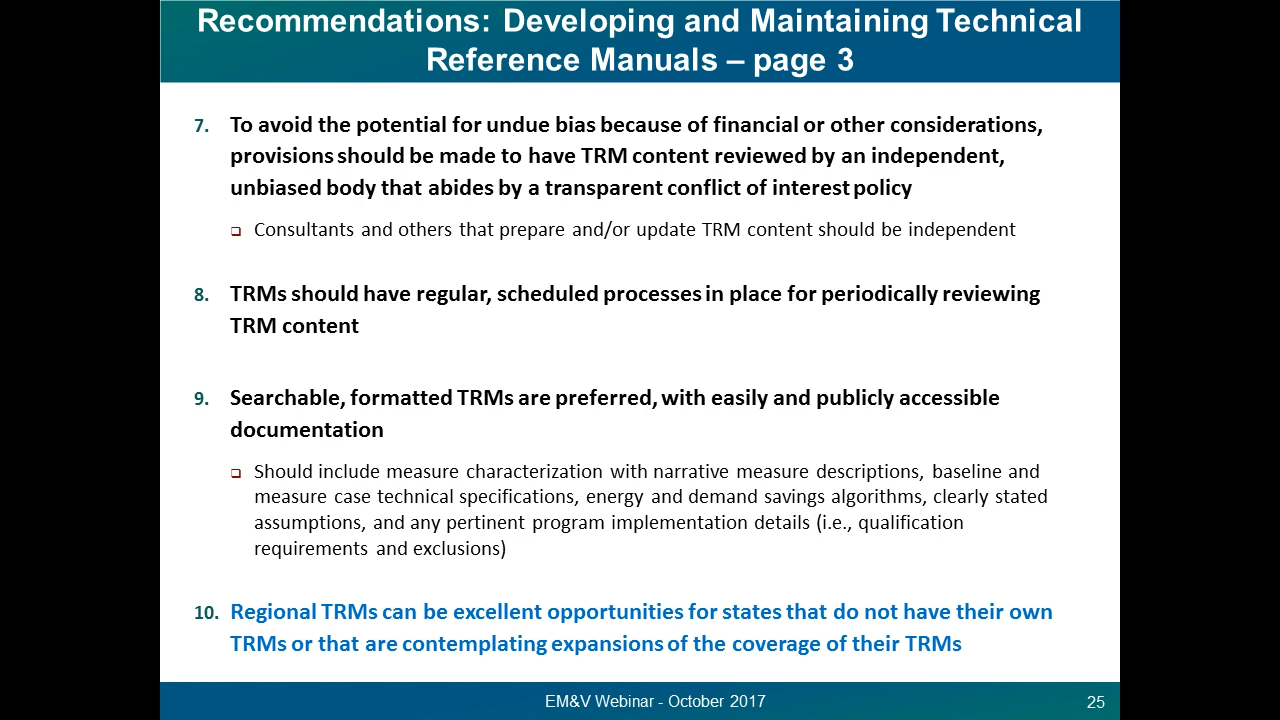 Recommendations: Developing and Maintaining Technical
Reference Manuals – page 3
7. To avoid the potential for undue bias because of financial or other considerations,
provisions should be made to have TRM content reviewed by an independent,
unbiased body that abides by a transparent conflict of interest policy
❑ Consultants and others that prepare and/or update TRM content should be independent
8. TRMs should have regular, scheduled processes in place for periodically reviewing
TRM content
9. Searchable, formatted TRMs are preferred, with easily and publicly accessible
documentation
❑ Should include measure characterization with narrative measure descriptions, baseline and
measure case technical specifications, energy and demand savings algorithms, clearly stated
assumptions, and any pertinent program implementation details (i.e., qualification
requirements and exclusions)
10. Regional TRMs can be excellent opportunities for states that do not have their own
TRMs or that are contemplating expansions of the coverage of their TRMs
EM&V Webinar - October 2017
25